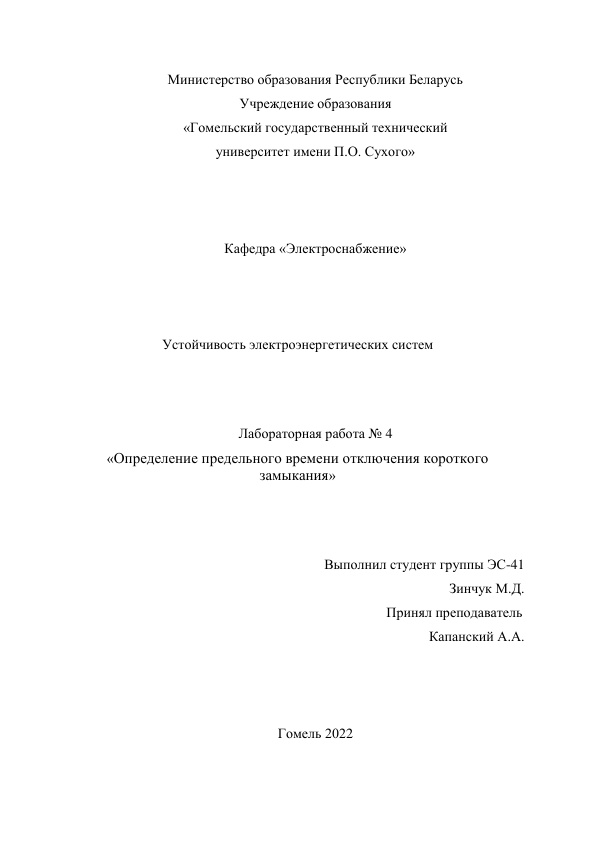 Министерство образования Республики Беларусь
Учреждение образования
«Гомельский государственный технический
университет имени П.О. Сухого»
Кафедра «Электроснабжение»
Устойчивость электроэнергетических систем
Лабораторная работа № 4
«Определение предельного времени отключения короткого
замыкания»
Выполнил студент группы ЭС-41
Зинчук М.Д.
Принял преподаватель
Капанский А.А.
Гомель 2022